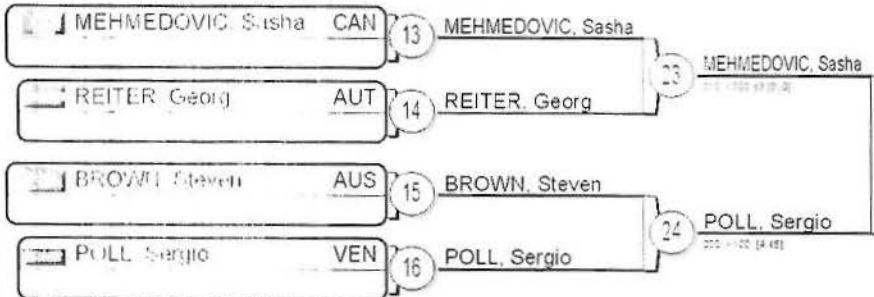 MEHMEDOVIC, Sasha CAN
13
MEHMEDOVIC, Sasha
REITER, Georg AUT
14
REITER, Georg
23
MEHMEDOVIC, Sasha
BROWN, Steven AUS
15
BROWN, Steven
POLL, Sergio VEN
16
POLL, Sergio
24
POLL, Sergio